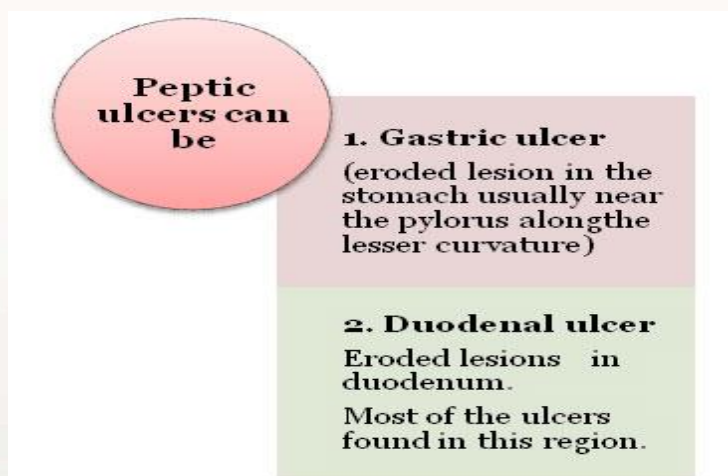 Peptic
ulcers can
be
1. Gastric ulcer
(eroded lesion in the
stomach usually near
the pylorus alongthe
lesser curvature)
2. Duodenal ulcer
Eroded lesions in
duodenum.
Most of the ulcers
found in this region.